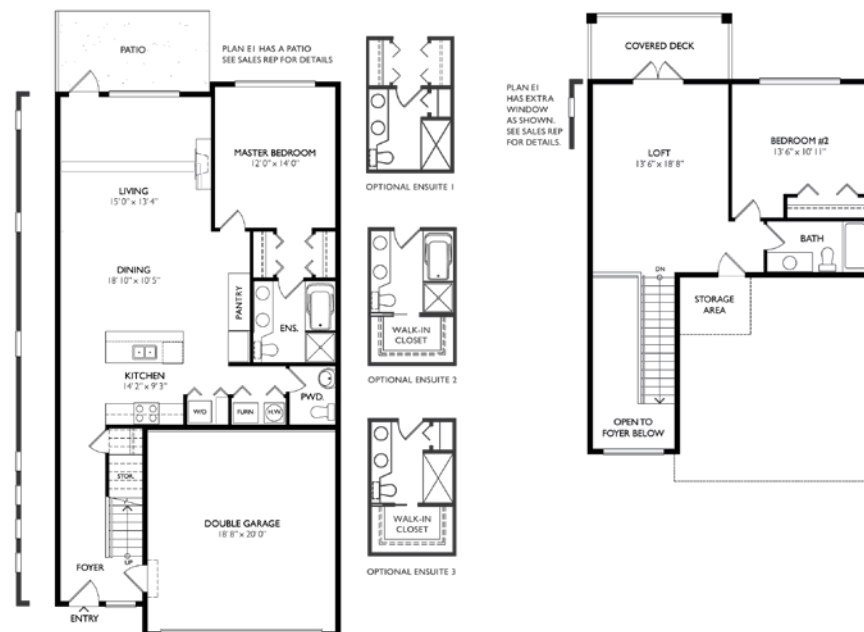 PATIO
PLAN E1 HAS A PATIO
SEE SALES REP FOR DETAILS
MASTER BEDROOM
12'0" x 14'0"
LIVING
15'0" x 13'4"
DINING
18'10" x 10'5"
PANTRY
ENS.
KITCHEN
14'2" x 9'3"
W/D
FURN
H.W.
PWD.
STOR.
DOUBLE GARAGE
18'8" x 20'0"
FOYER
UP
ENTRY
OPTIONAL ENSUITE 1
WALK-IN
CLOSET
OPTIONAL ENSUITE 2
WALK-IN
CLOSET
OPTIONAL ENSUITE 3
COVERED DECK
PLAN E1
HAS EXTRA
WINDOW
AS SHOWN.
SEE SALES REP
FOR DETAILS.
LOFT
13'6" x 18'8"
BEDROOM #2
13'6" x 10'11"
BATH
DN
STORAGE
AREA
OPEN TO
FOYER BELOW